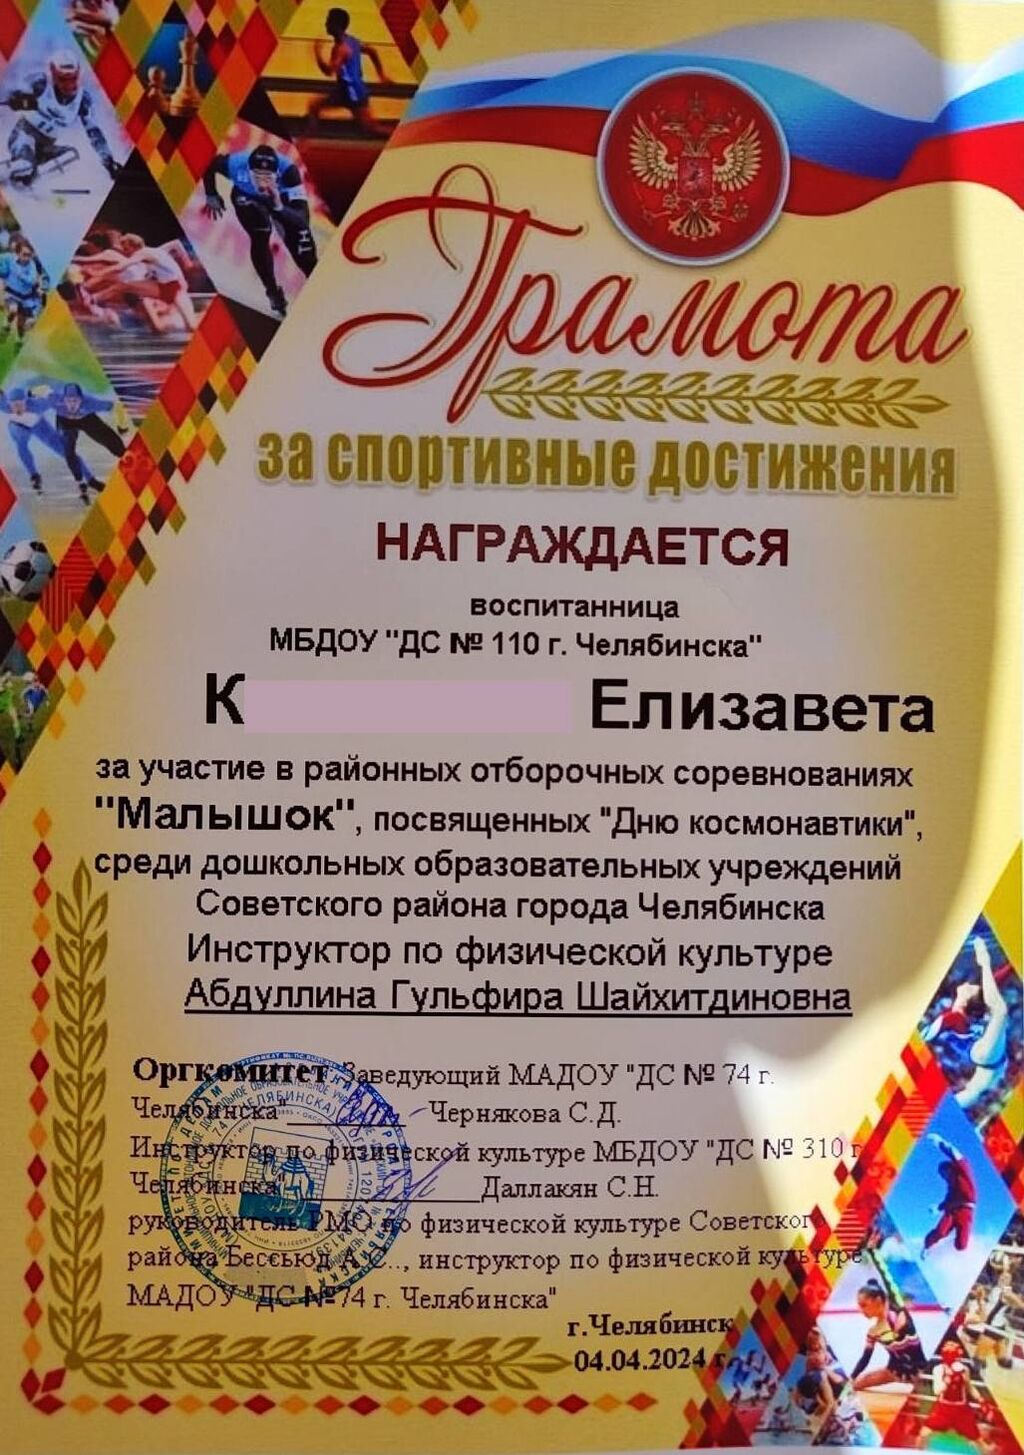 Грамота
за спортивные достижения
НАГРАЖДАЕТСЯ
воспитанница
МБДОУ "ДС № 110 г. Челябинска"
К Елизавета
за участие в районных отборочных соревнованиях
"Малышок", посвященных "Дню космонавтики",
среди дошкольных образовательных учреждений
Советского района города Челябинска
Инструктор по физической культуре
Абдуллина Гульфира Шайхитдиновна
Оргкомитет Заведующий МАДОУ "ДС № 74 г.
Челябинска" Чернякова С.Д.
Инструктор по физической культуре МБДОУ "ДС № 310 г
Челябинска" Даллакян С.Н.
руководитель РМО по физической культуре Советского
района Бессьюд А.С.., инструктор по физической культуре
МАДОУ "ДС №74 г. Челябинска"
г.Челябинск
04.04.2024 г.